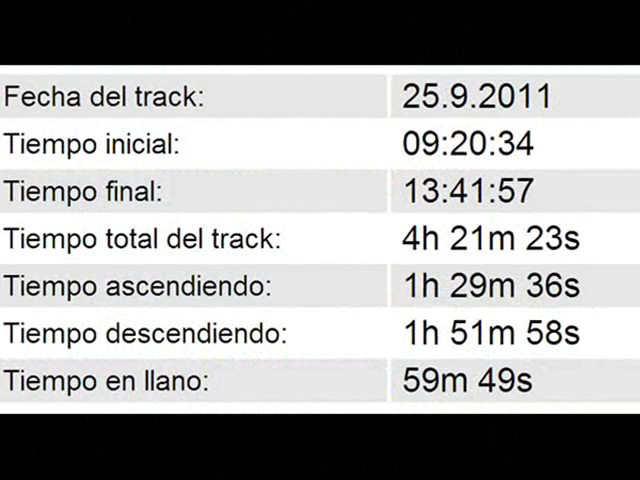 Fecha del track: 25.9.2011
Tiempo inicial: 09:20:34
Tiempo final: 13:41:57
Tiempo total del track: 4h 21m 23s
Tiempo ascendiendo: 1h 29m 36s
Tiempo descendiendo: 1h 51m 58s
Tiempo en llano: 59m 49s